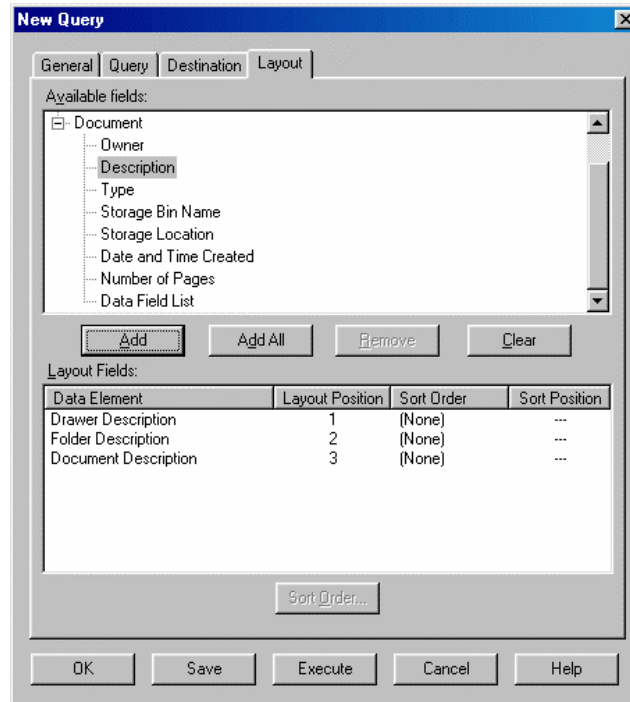 New Query
General Query Destination Layout
Available fields:
Document
Owner
Description
Type
Storage Bin Name
Storage Location
Date and Time Created
Number of Pages
Data Field List
Add Add All Remove Clear
Layout Fields:
Data Element Layout Position Sort Order Sort Position
Drawer Description 1 (None) ---
Folder Description 2 (None) ---
Document Description 3 (None) ---
Sort Order...
OK Save Execute Cancel Help